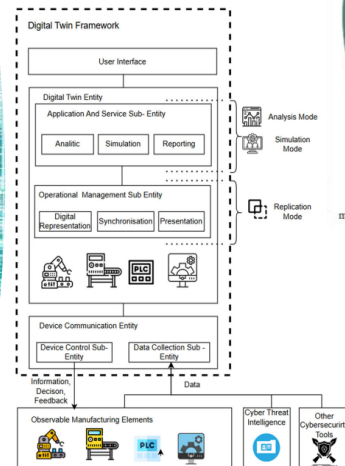 Digital Twin Framework
User Interface
Digital Twin Entity
Application And Service Sub- Entity
Analitic
Simulation
Reporting
Analysis Mode
Simulation
Mode
Operational Management Sub Entity
Digital
Representation
Synchronisation
Presentation
Replication
Mode
PLC
Device Communication Entity
Device Control Sub-
Entity
Data Collection Sub -
Entity
Information,
Decison,
Feedback
Data
Observable Manufacturing Elements
PLC
Cyber Threat
Intelligence
Other
Cybersecurity
Tools